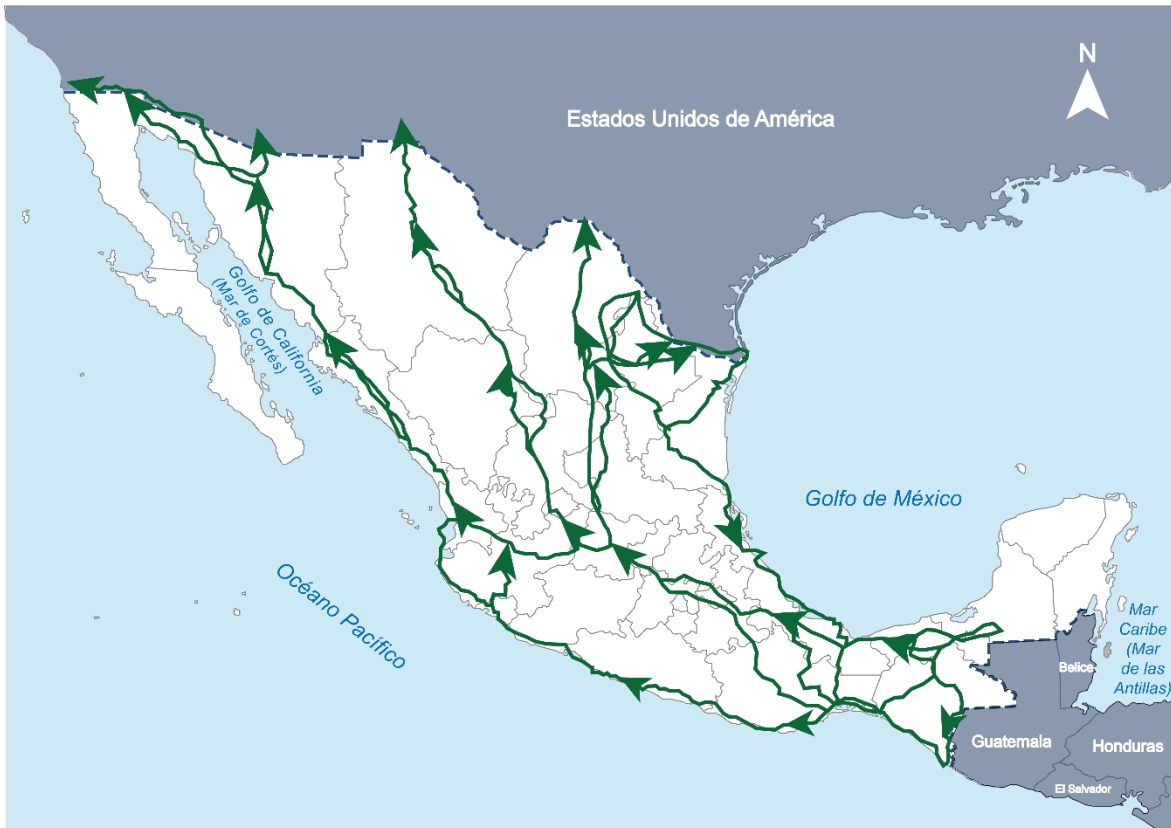 N
Estados Unidos de América
Golfo de California
(Mar de Cortés)
Golfo de México
Océano Pacífico
Mar
Caribe
(Mar
de las
Antillas)
Belice
Guatemala
Honduras
El Salvador